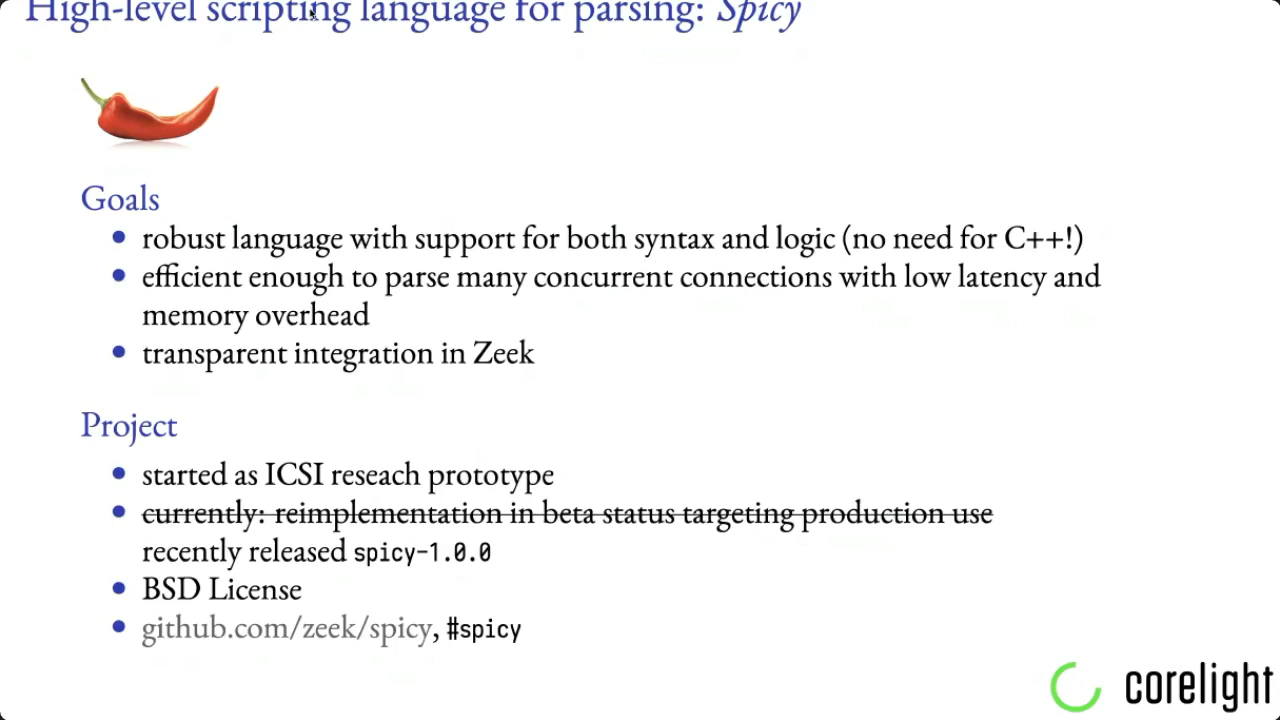 High-level scripting language for parsing: Spicy
Goals
robust language with support for both syntax and logic (no need for C++!)
efficient enough to parse many concurrent connections with low latency and
memory overhead
transparent integration in Zeek
Project
started as ICSI reseach prototype
currently: reimplementation in beta status targeting production use
recently released spicy-1.0.0
BSD License
github.com/zeek/spicy, #spicy
corelight